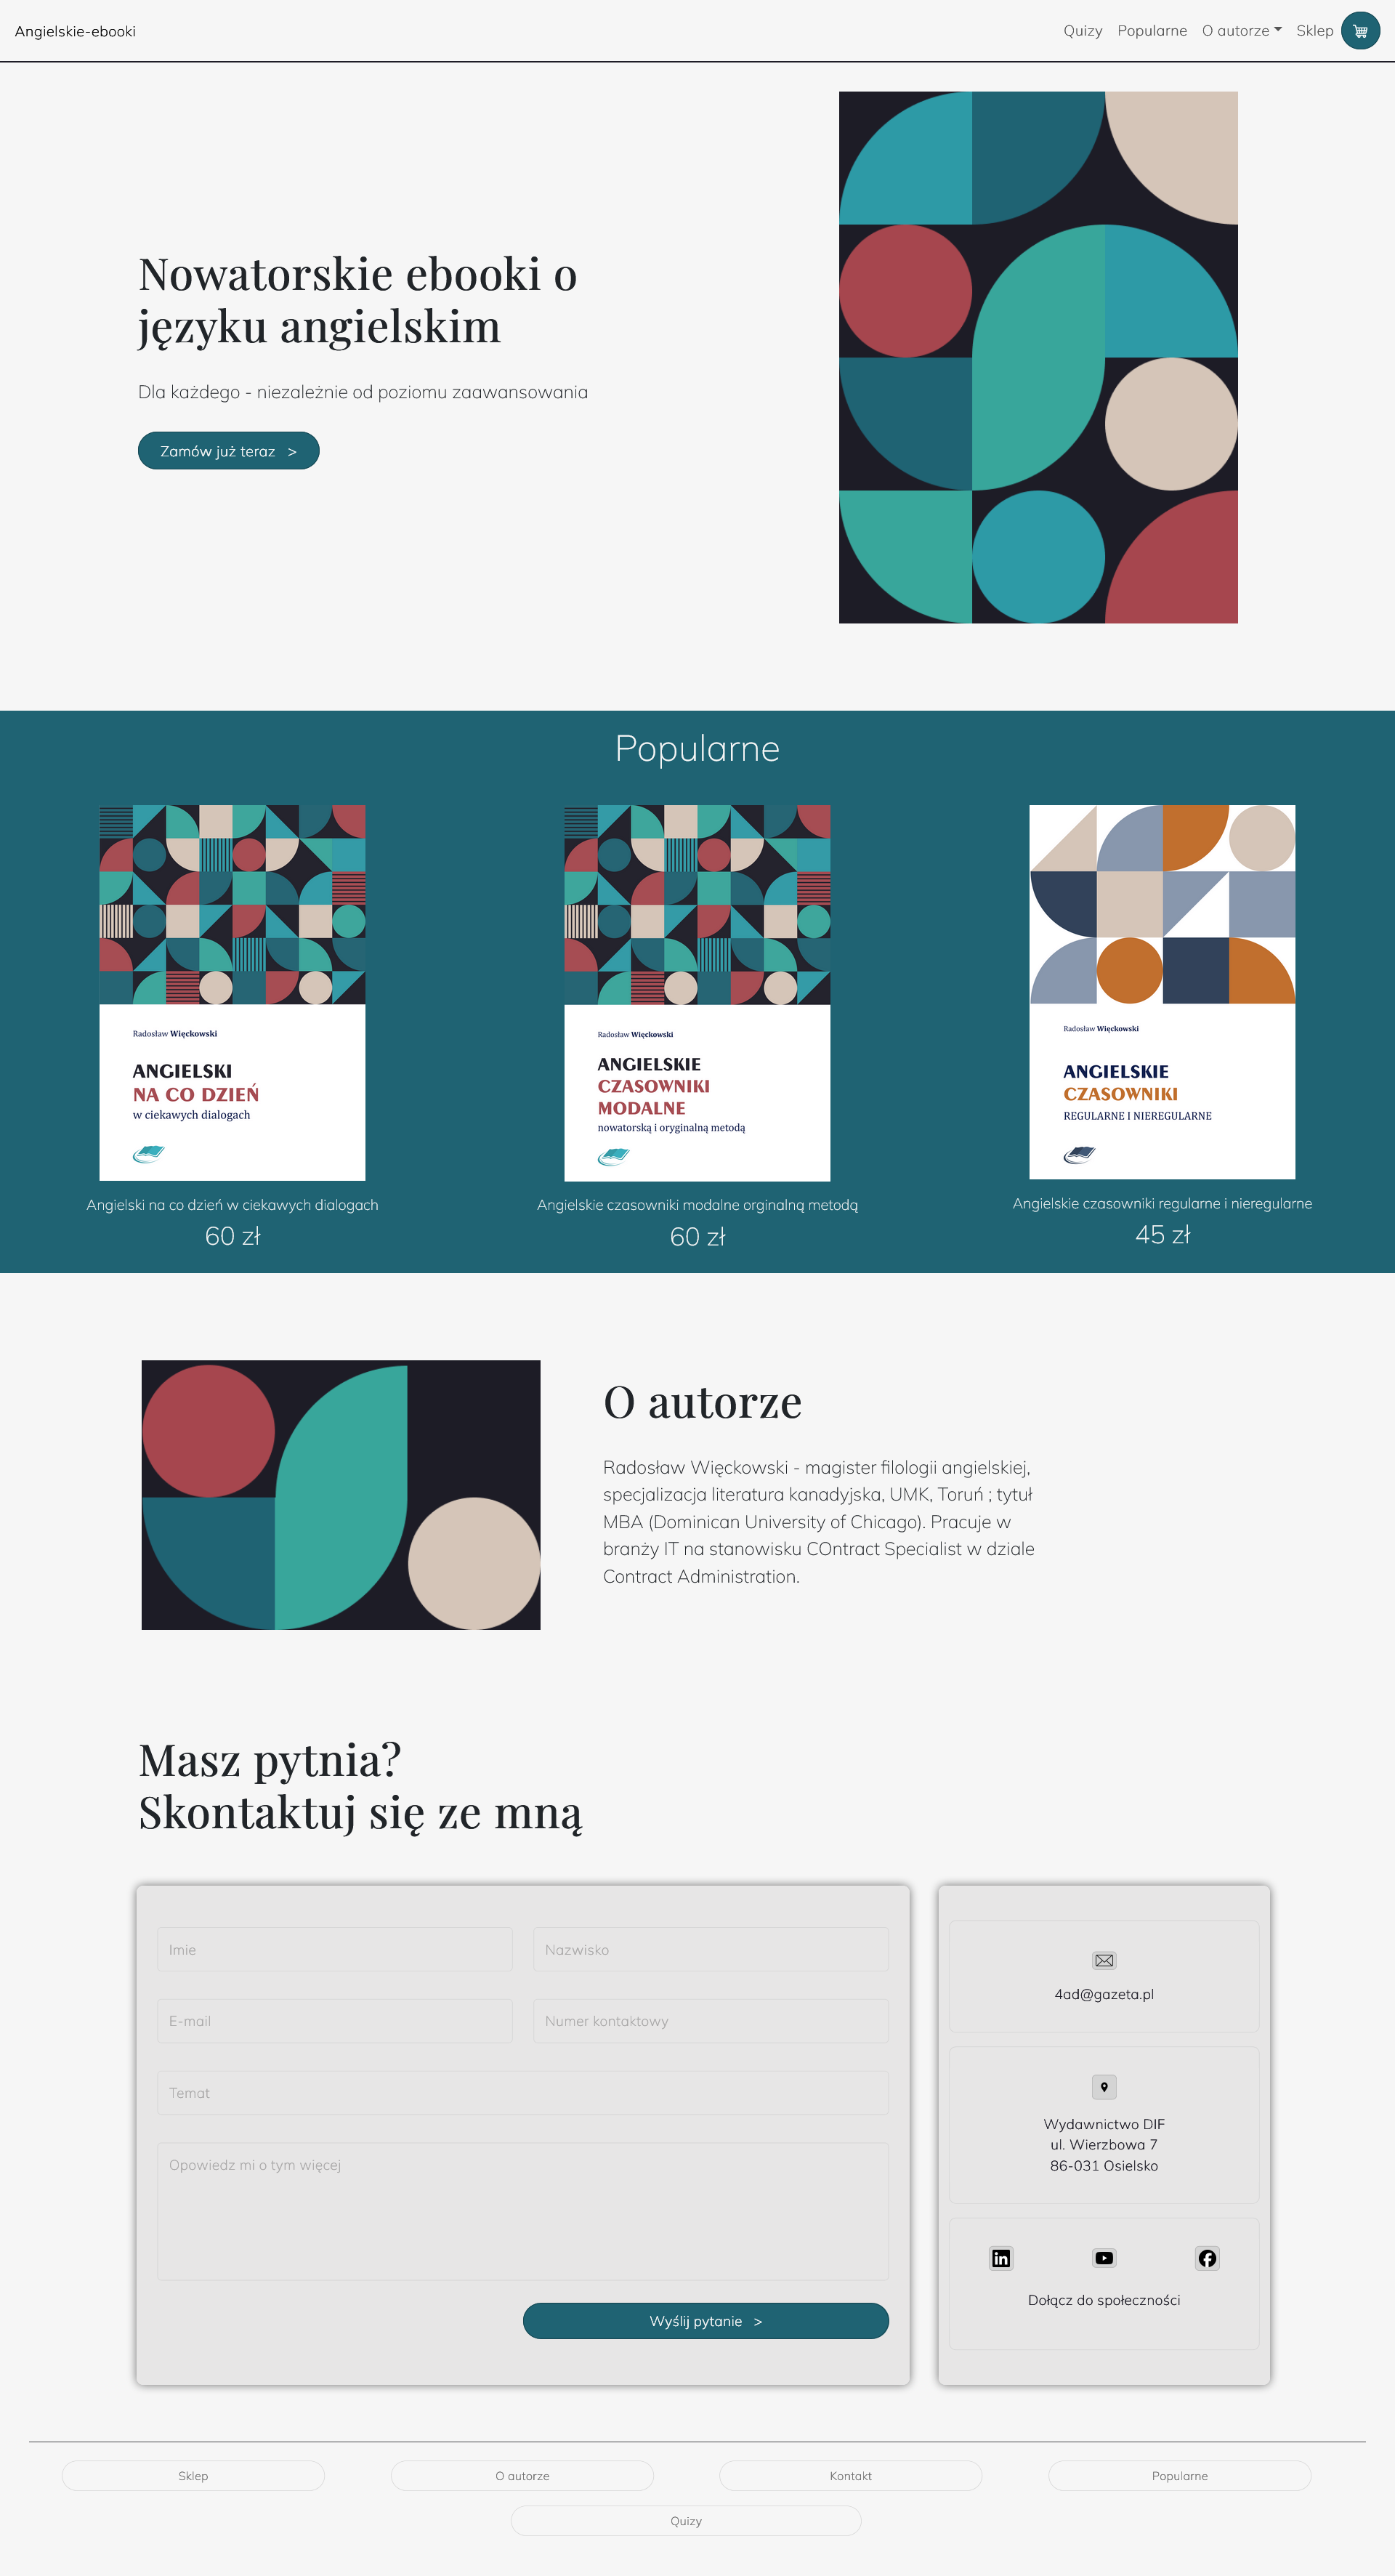 Angielskie-ebooki
Quizy Popularne O autorze Sklep
Nowatorskie ebooki o
języku angielskim
Dla każdego - niezależnie od poziomu zaawansowania
Zamów już teraz >
Popularne
Radosław Więckowski
ANGIELSKI
NA CO DZIEŃ
w ciekawych dialogach
Angielski na co dzień w ciekawych dialogach
60 zł
Radosław Więckowski
ANGIELSKIE
CZASOWNIKI
MODALNE
nowatorską i oryginalną metodą
Angielskie czasowniki modalne orginalną metodą
60 zł
Radosław Więckowski
ANGIELSKIE
CZASOWNIKI
REGULARNE I NIEREGULARNE
Angielskie czasowniki regularne i nieregularne
45 zł
O autorze
Radosław Więckowski - magister filologii angielskiej,
specjalizacja literatura kanadyjska, UMK, Toruń ; tytuł
MBA (Dominican University of Chicago). Pracuje w
branży IT na stanowisku COntract Specialist w dziale
Contract Administration.
Masz pytnia?
Skontaktuj się ze mną
Imie
Nazwisko
E-mail
Numer kontaktowy
Temat
Opowiedz mi o tym więcej
Wyślij pytanie >
4ad@gazeta.pl
Wydawnictwo DIF
ul. Wierzbowa 7
86-031 Osielsko
Dołącz do społeczności
Sklep
O autorze
Kontakt
Popularne
Quizy